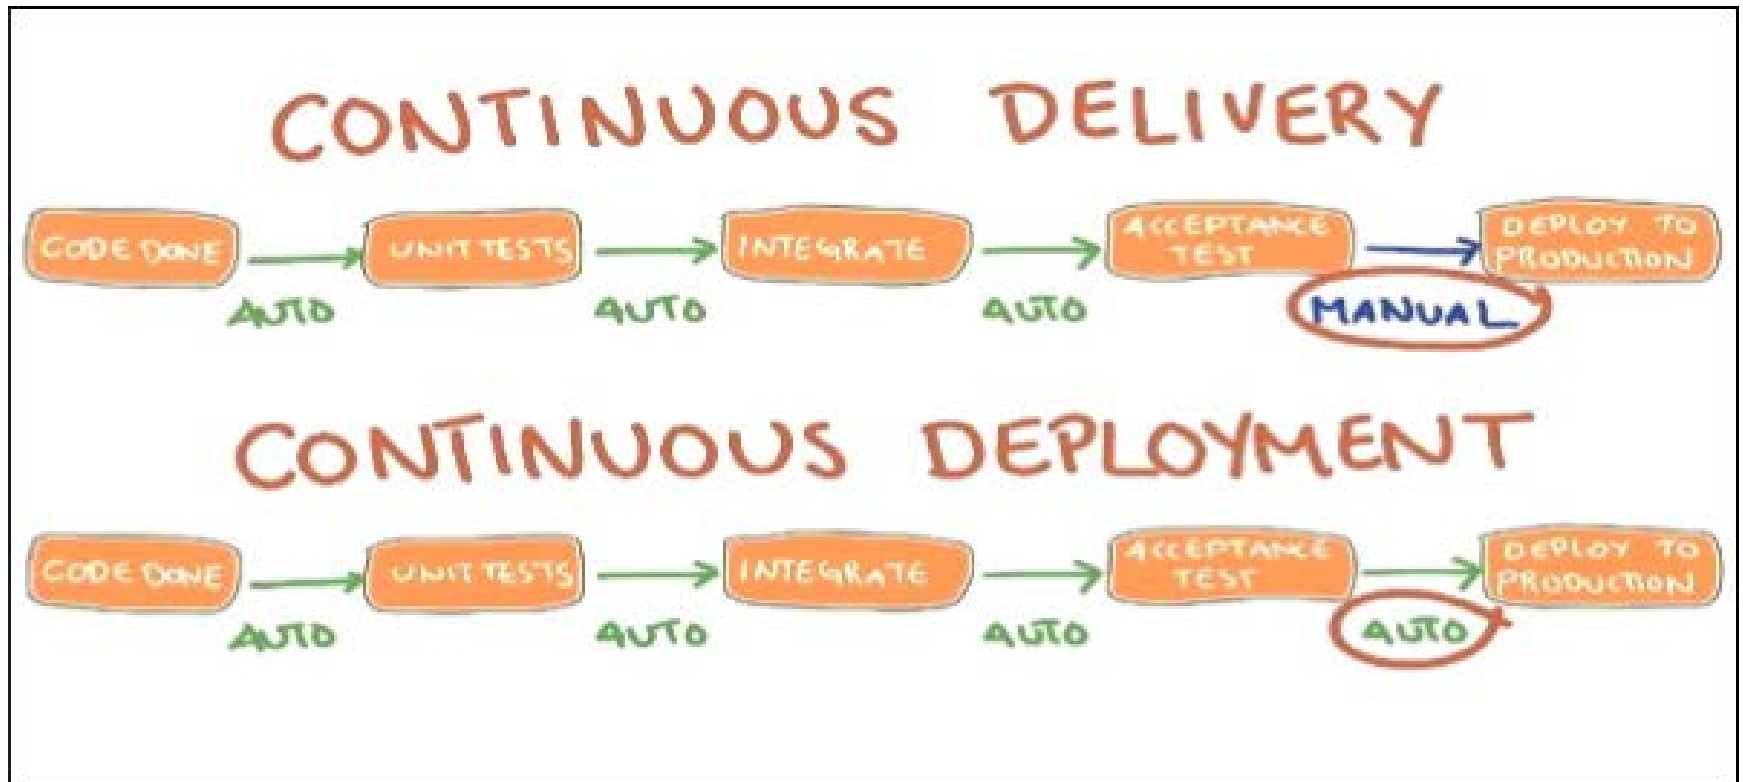 CONTINUOUS DELIVERY
CODE DONE
UNIT TESTS
INTEGRATE
ACCEPTANCE
TEST
DEPLOY TO
PRODUCTION
AUTO
AUTO
AUTO
MANUAL
CONTINUOUS DEPLOYMENT
CODE DONE
UNIT TESTS
INTEGRATE
ACCEPTANCE
TEST
DEPLOY TO
PRODUCTION
AUTO
AUTO
AUTO
AUTO